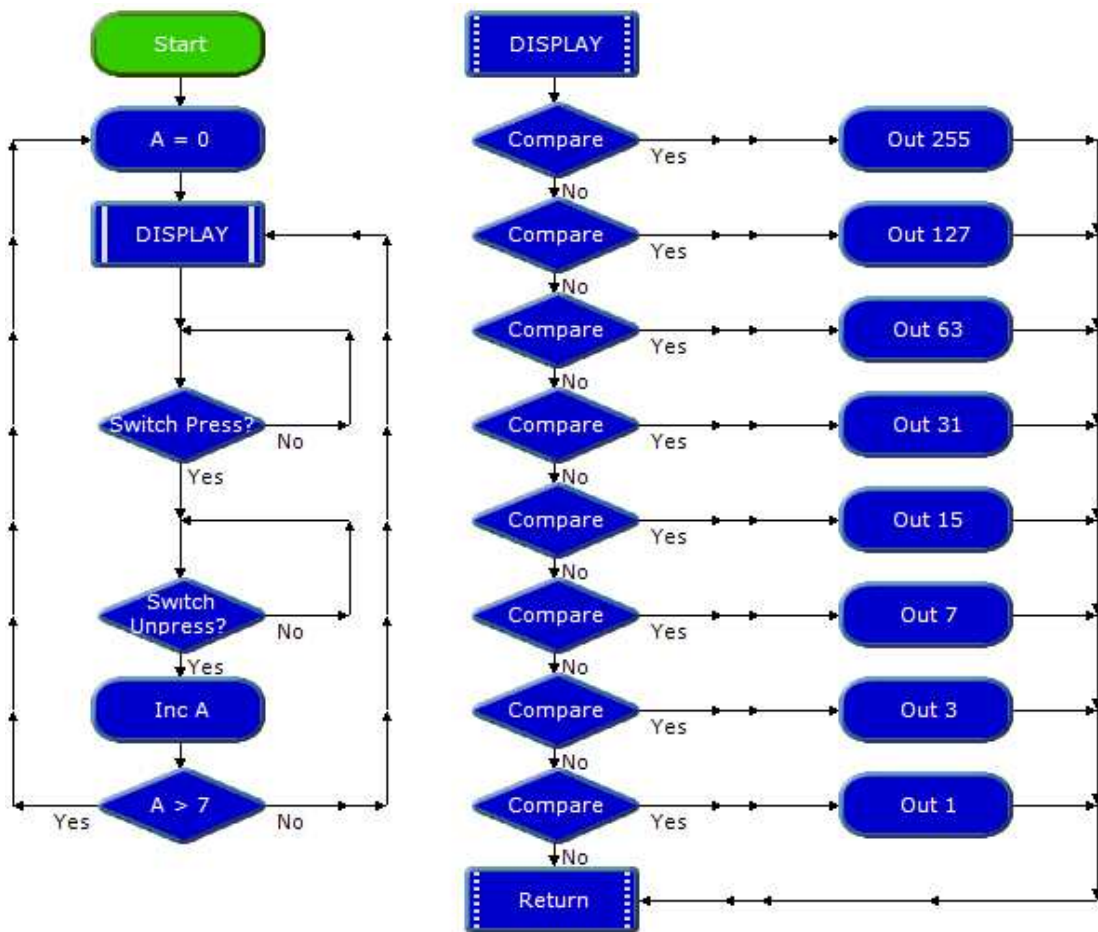 Start
A = 0
DISPLAY
Switch Press?
No
Yes
Switch
Unpress?
No
Yes
Inc A
A > 7
Yes
No
DISPLAY
Compare
Yes
Out 255
No
Compare
Yes
Out 127
No
Compare
Yes
Out 63
No
Compare
Yes
Out 31
No
Compare
Yes
Out 15
No
Compare
Yes
Out 7
No
Compare
Yes
Out 3
No
Compare
Yes
Out 1
No
Return